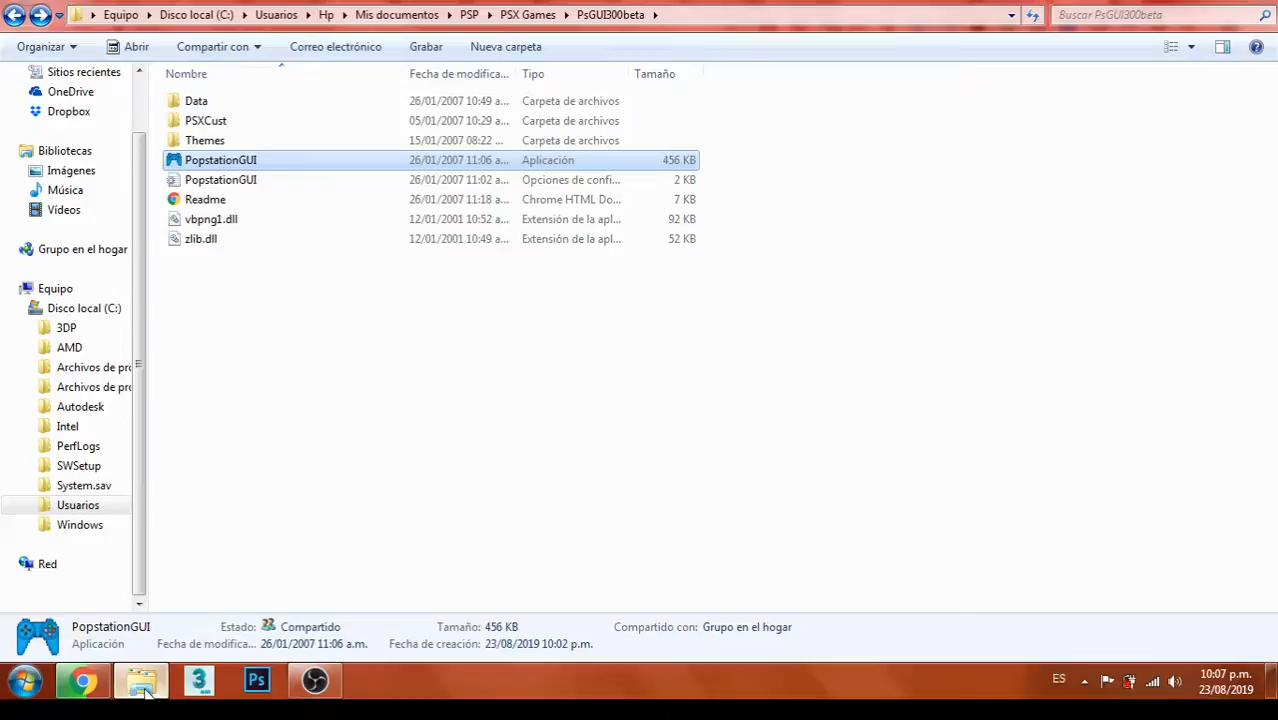 Equipo ▸ Disco local (C:) ▸ Usuarios ▸ Hp ▸ Mis documentos ▸ PSP ▸ PSX Games ▸ PsGUI300beta ▸
Buscar PsGUI300beta
Organizar Abrir Compartir con Correo electrónico Grabar Nueva carpeta
Sitios recientes
OneDrive
Dropbox
Bibliotecas
Imágenes
Música
Vídeos
Grupo en el hogar
Equipo
Disco local (C:)
3DP
AMD
Archivos de pro
Archivos de pro
Autodesk
Intel
PerfLogs
SWSetup
System.sav
Usuarios
Windows
Red
Nombre Fecha de modifica... Tipo Tamaño
Data 26/01/2007 10:49 a... Carpeta de archivos
PSXCust 05/01/2007 10:29 a... Carpeta de archivos
Themes 15/01/2007 08:22 ... Carpeta de archivos
PopstationGUI 26/01/2007 11:06 a... Aplicación 456 KB
PopstationGUI 26/01/2007 11:02 a... Opciones de confi... 2 KB
Readme 26/01/2007 11:18 a... Chrome HTML Do... 7 KB
vbpng1.dll 12/01/2001 10:52 a... Extensión de la apl... 92 KB
zlib.dll 12/01/2001 10:49 a... Extensión de la apl... 52 KB
PopstationGUI Estado: Compartido Tamaño: 456 KB Compartido con: Grupo en el hogar
Aplicación Fecha de modifica... 26/01/2007 11:06 a.m. Fecha de creación: 23/08/2019 10:02 p.m.
3
Ps
ES
10:07 p.m.
23/08/2019